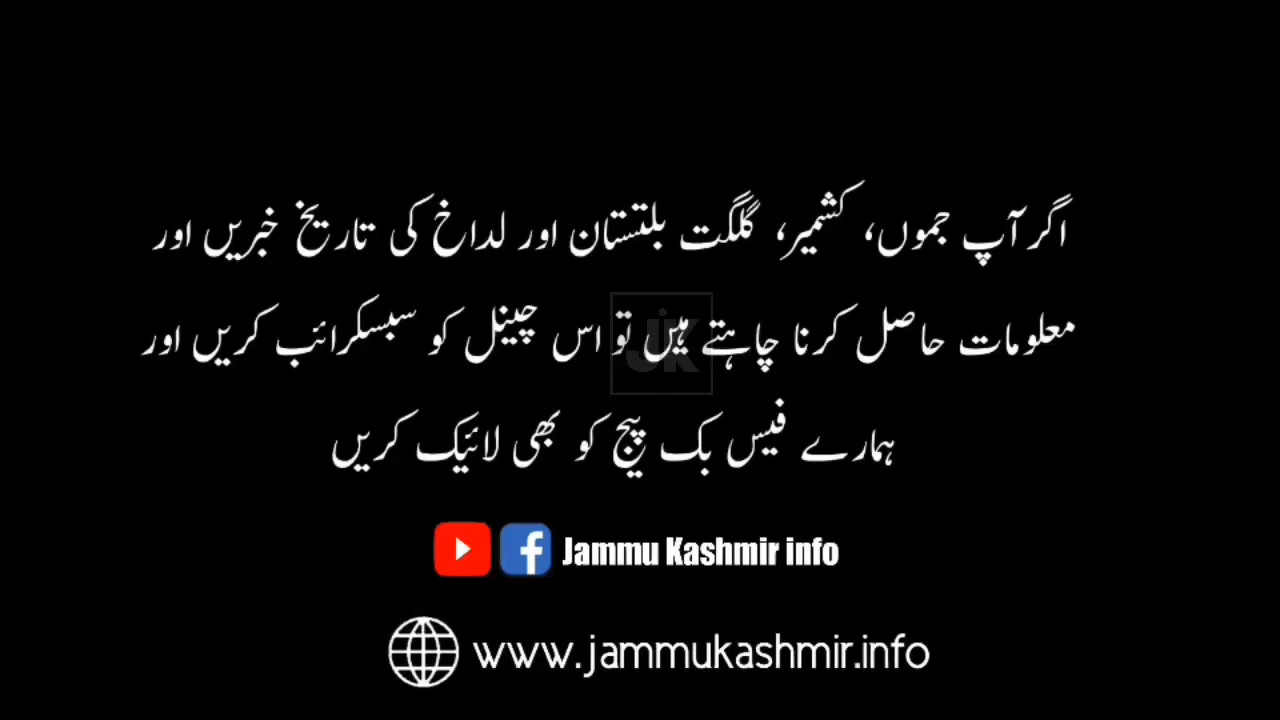 اگر آپ جموں، کشمیر، گلگت بلتستان اور لداخ کی تاریخ خبریں اور
معلومات حاصل کرنا چاہتے ہیں تو اس چینل کو سبسکرائب کریں اور
ہمارے فیس بک پیج کو بھی لائیک کریں
JK
Jammu Kashmir info
www.jammukashmir.info